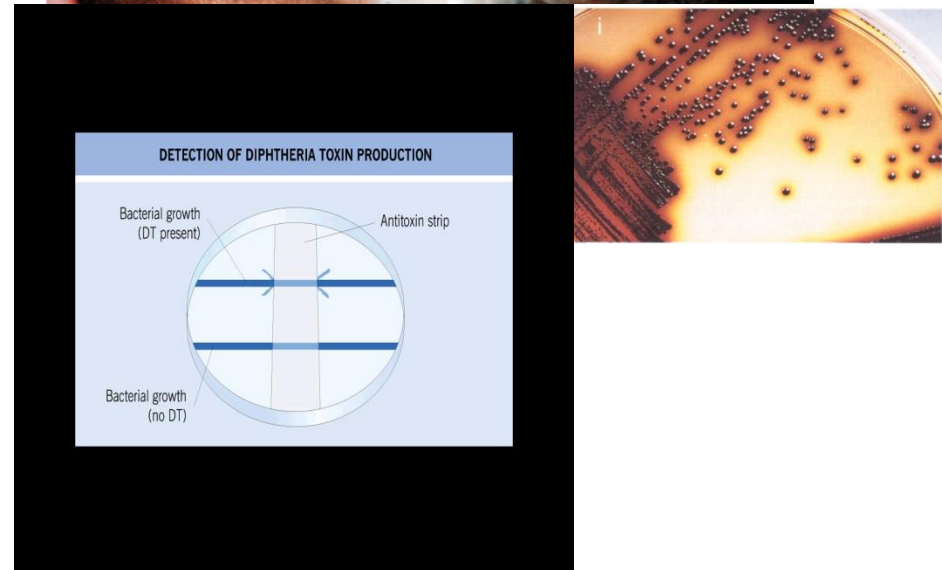 DETECTION OF DIPHTHERIA TOXIN PRODUCTION
Bacterial growth
(DT present)
Antitoxin strip
Bacterial growth
(no DT)
i